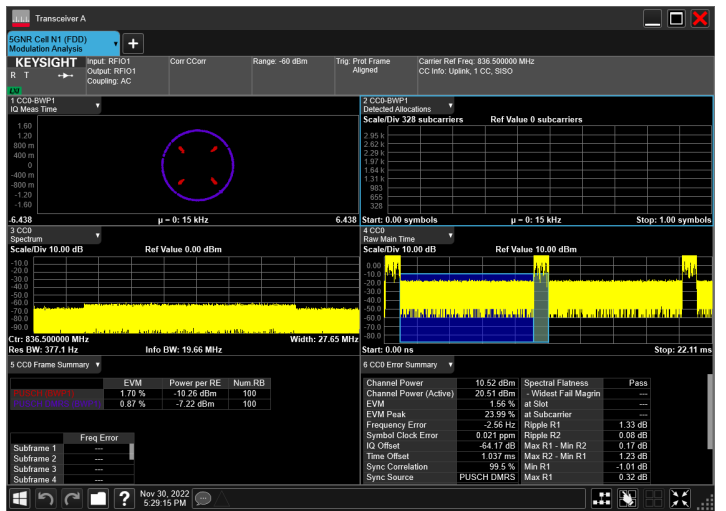 Transceiver A
5GNR Cell N1 (FDD)
Modulation Analysis
KEYSIGHT
R T
LXI
Input: RFIO1
Output: RFIO1
Coupling: AC
Corr CCorr
Range: -60 dBm
Trig: Prot Frame
Aligned
Carrier Ref Freq: 836.500000 MHz
CC Info: Uplink, 1 CC, SISO
1 CC0-BWP1
IQ Meas Time
1.60
1.20
800 m
400 m
0
-400 m
-800 m
-1.20
-1.60
-6.438
µ – 0: 15 kHz
6.438
2 CC0-BWP1
Detected Allocations
Scale/Div 328 subcarriers
Ref Value 0 subcarriers
2.95 k
2.62 k
2.29 k
1.97 k
1.64 k
1.31 k
983
655
328
Start: 0.00 symbols
µ – 0: 15 kHz
Stop: 1.00 symbols
3 CC0
Spectrum
Scale/Div 10.00 dB
Ref Value 0.00 dBm
-10.0
-20.0
-30.0
-40.0
-50.0
-60.0
-70.0
-80.0
-90.0
Ctr: 836.500000 MHz
Width: 27.65 MHz
Res BW: 377.1 Hz
Info BW: 19.66 MHz
4 CC0
Raw Main Time
Scale/Div 10.00 dB
Ref Value 10.00 dBm
0.00
-10.0
-20.0
-30.0
-40.0
-50.0
-60.0
-70.0
-80.0
Start: 0.00 ns
Stop: 22.11 ms
5 CC0 Frame Summary
EVM Power per RE Num.RB
PUSCH (BWP1) 1.70 % -10.26 dBm 100
0.87 % -7.22 dBm 100
Freq Error
Subframe 1 ---
Subframe 2 ---
Subframe 3 ---
Subframe 4 ---
6 CC0 Error Summary
Channel Power 10.52 dBm Spectral Flatness Pass
Channel Power (Active) 20.51 dBm - Widest Fail Magrin ---
EVM 1.56 % at Slot ---
EVM Peak 23.99 % at Subcarrier ---
Frequency Error -2.56 Hz Ripple R1 1.33 dB
Symbol Clock Error 0.021 ppm Ripple R2 0.08 dB
IQ Offset -64.17 dB Max R1 - Min R2 0.17 dB
Time Offset 1.037 ms Max R2 - Min R1 1.23 dB
Sync Correlation 99.5 % Min R1 -1.01 dB
Sync Source PUSCH DMRS Max R1 0.32 dB
Nov 30, 2022
5:29:15 PM